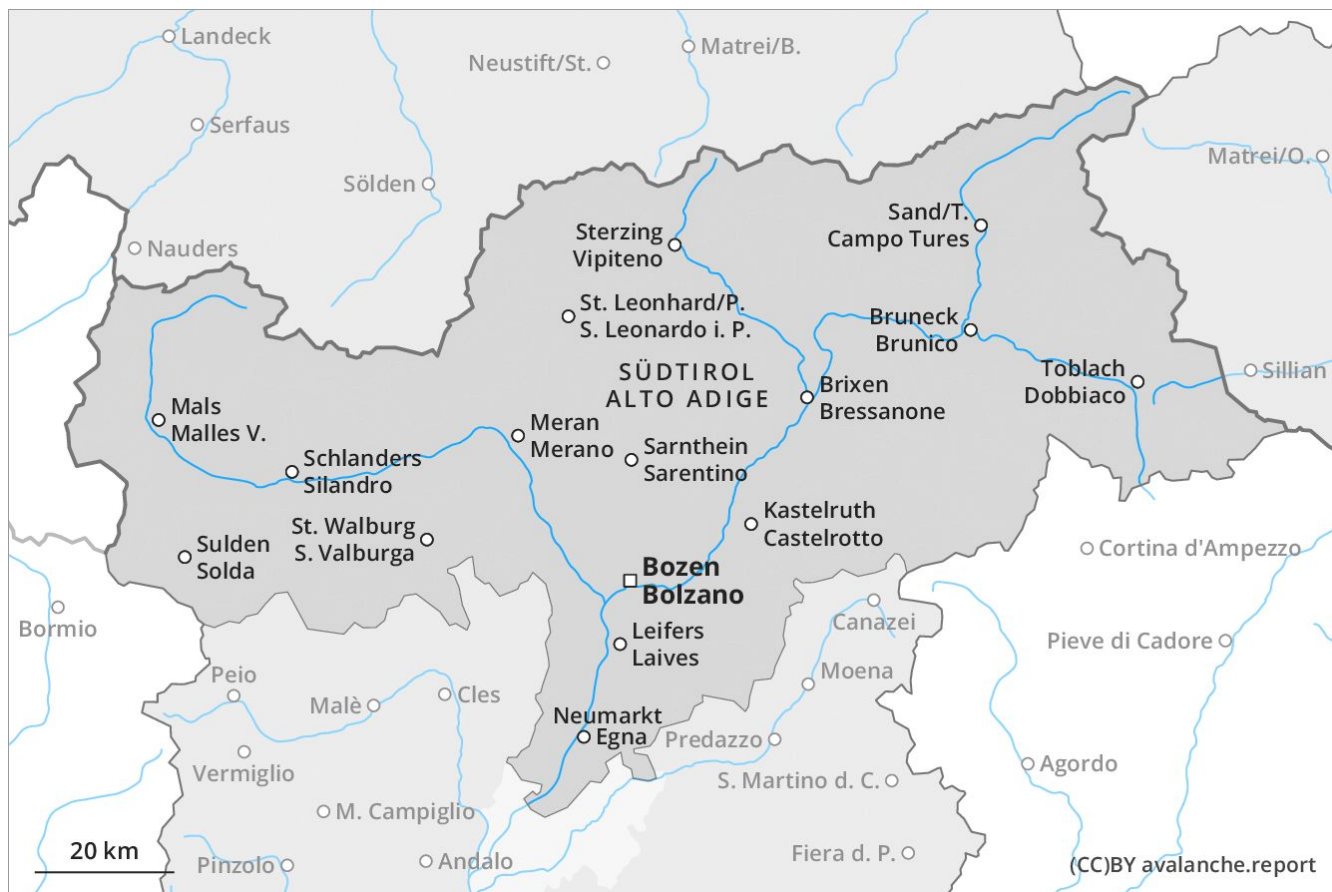 Landeck
Matrei/B.
Neustift/St.
Serfaus
Matrei/O.
Sölden
Nauders
Sand/T.
Campo Tures
Sterzing
Vipiteno
St. Leonhard/P.
S. Leonardo i. P.
Bruneck
Brunico
SÜDTIROL
ALTO ADIGE
Toblach
Dobbiaco
Sillian
Brixen
Bressanone
Mals
Malles V.
Meran
Merano
Sarnthein
Sarentino
Schlanders
Silandro
St. Walburg
S. Valburga
Kastelruth
Castelrotto
Sulden
Solda
Cortina d'Ampezzo
Bozen
Bolzano
Bormio
Canazei
Leifers
Laives
Pieve di Cadore
Peio
Moena
Malè
Cles
Neumarkt
Egna
Predazzo
Vermiglio
Agordo
S. Martino d. C.
M. Campiglio
20 km
Pinzolo
Andalo
Fiera d. P.
(CC)BY avalanche.report